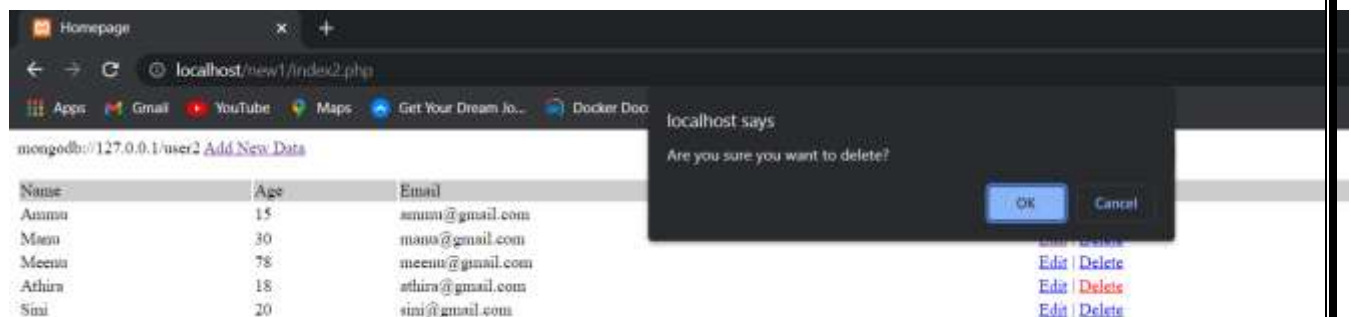 Homepage
localhost/new1/index2.php
Apps Gmail YouTube Maps Get Your Dream Jo... Docker Doc
localhost says
Are you sure you want to delete?
OK Cancel
mongodb://127.0.0.1/user2 Add New Data
Name Age Email
Ammu 15 ammu@gmail.com
Manu 30 manu@gmail.com Edit | Delete
Meenu 78 meenu@gmail.com Edit | Delete
Athira 18 athira@gmail.com Edit | Delete
Sini 20 sini@gmail.com Edit | Delete